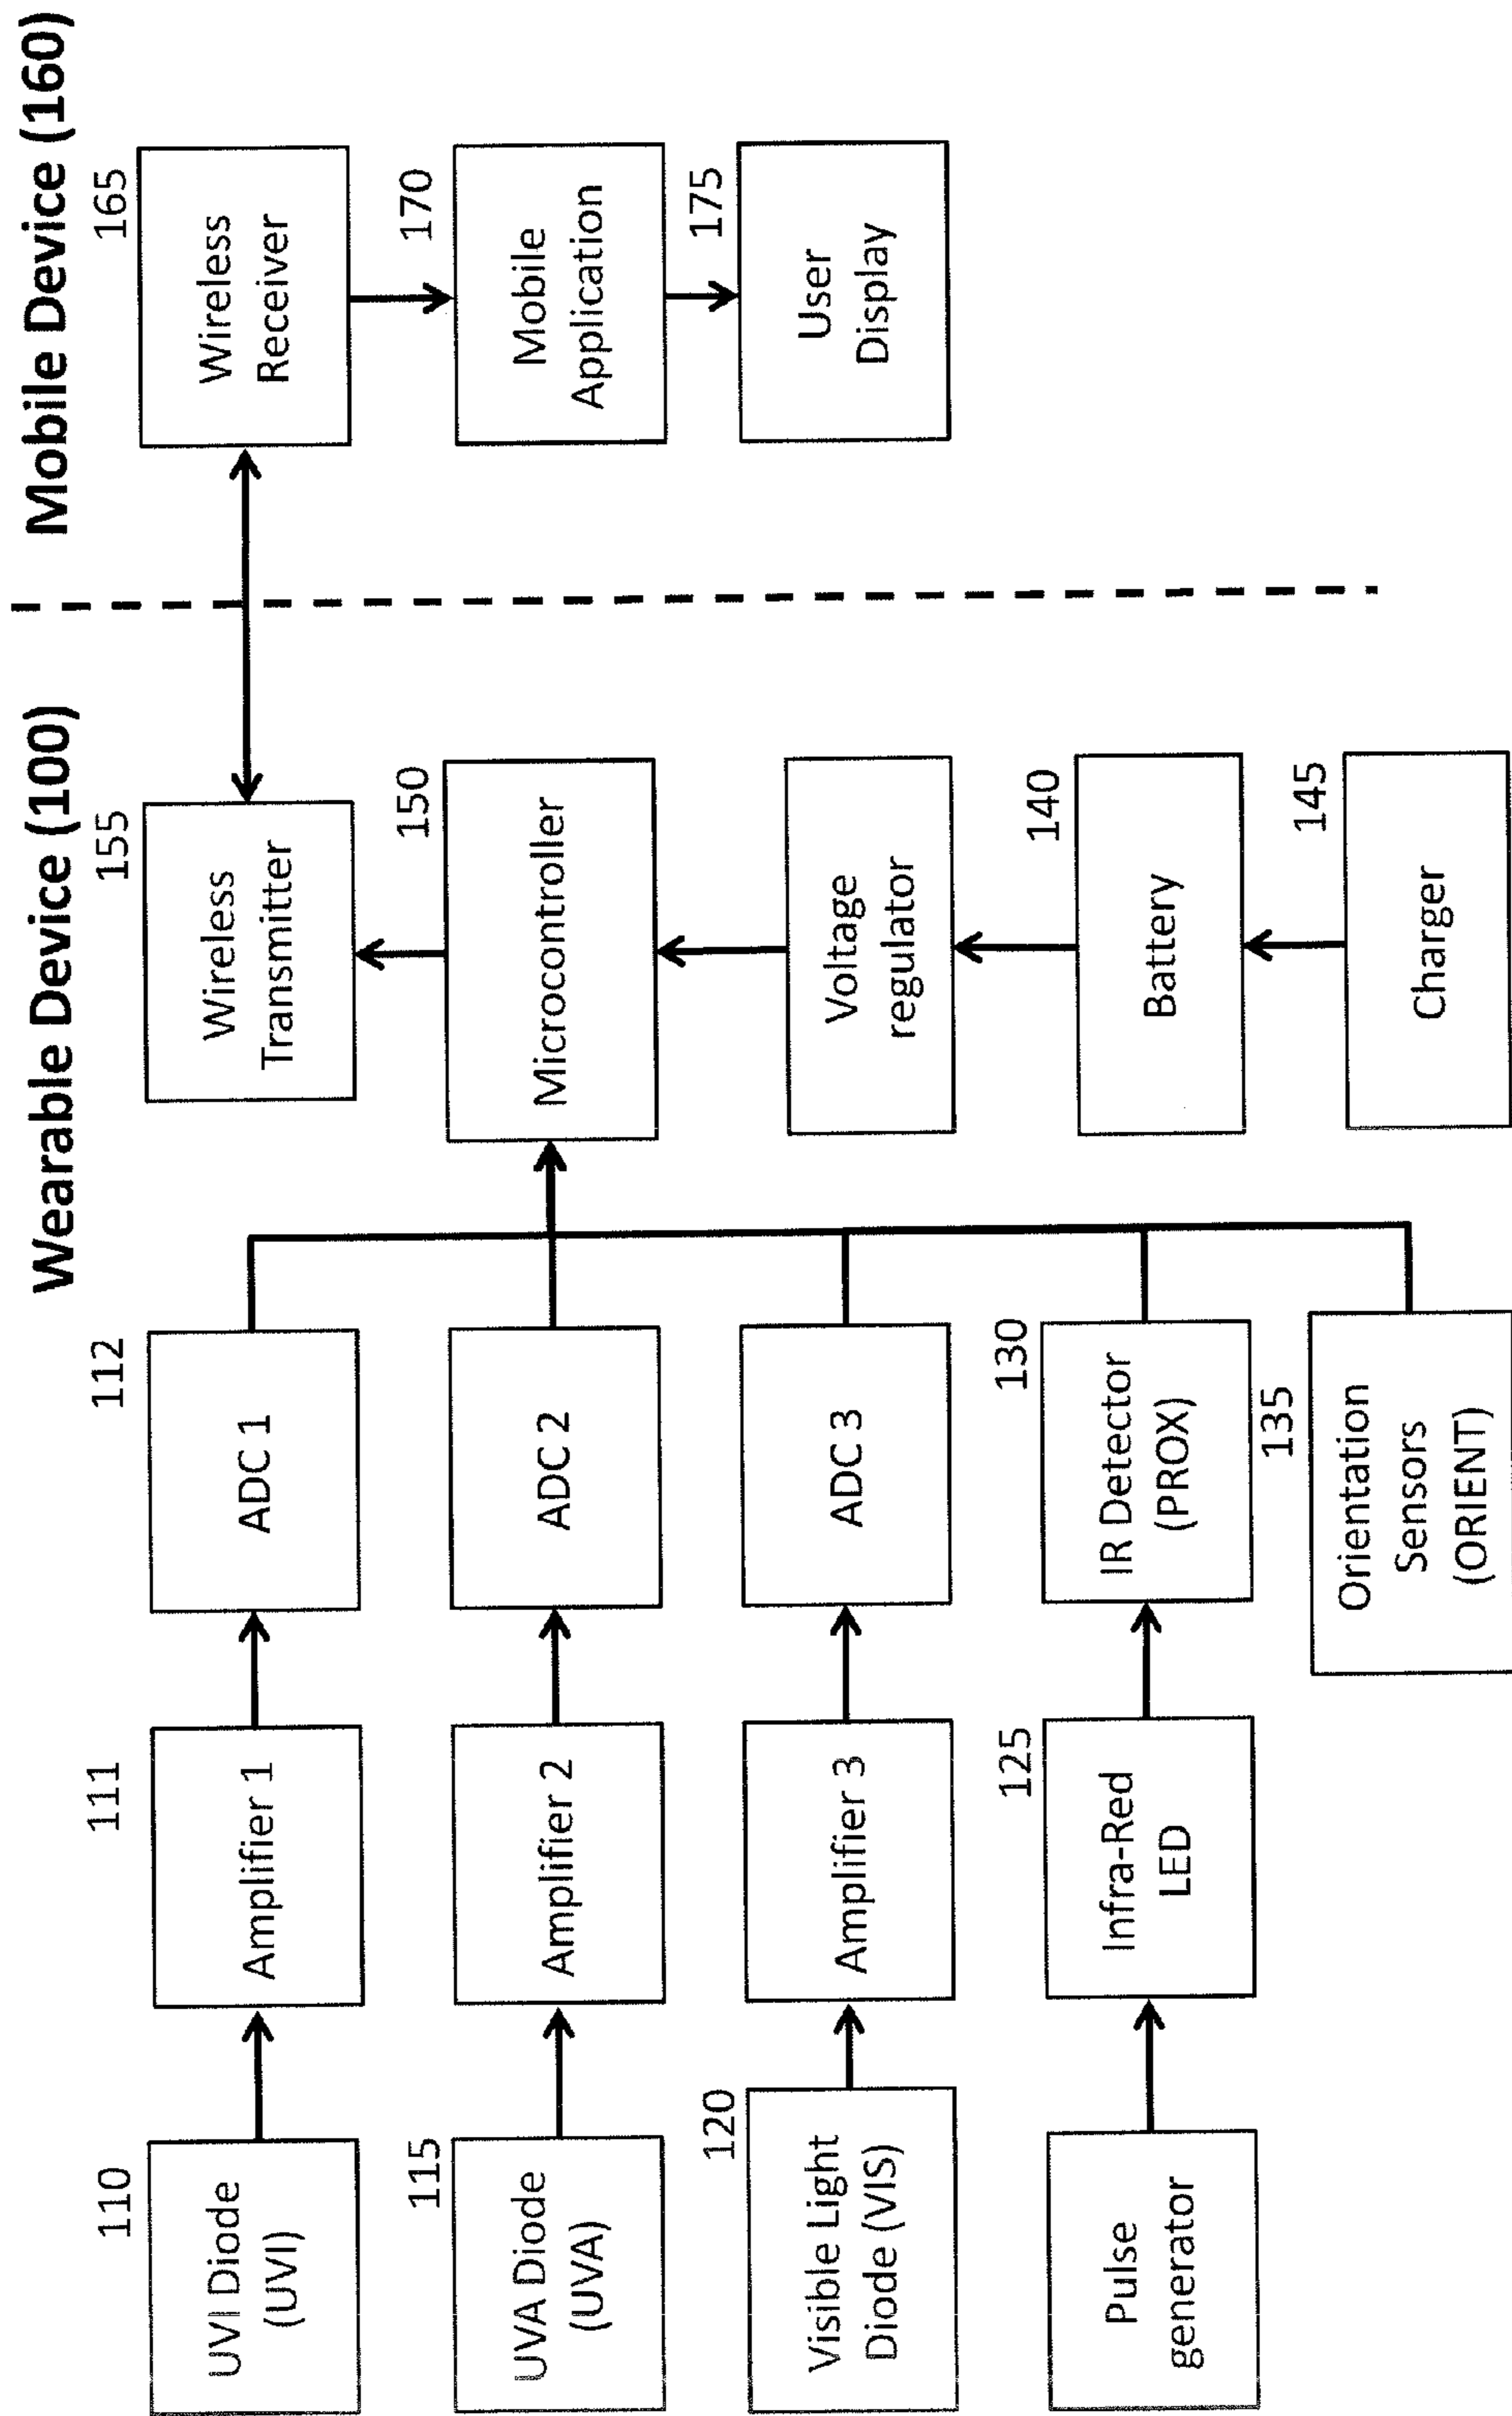 Wearable Device (100)
Mobile Device (160)
110
UVI Diode
(UVI)
111
Amplifier 1
112
ADC 1
155
Wireless
Transmitter
165
Wireless
Receiver
115
UVA Diode
(UVA)
Amplifier 2
ADC 2
150
Microcontroller
170
Mobile
Application
120
Visible Light
Diode (VIS)
Amplifier 3
ADC 3
Voltage
regulator
175
User
Display
Pulse
generator
125
Infra-Red
LED
130
IR Detector
(PROX)
140
Battery
135
Orientation
Sensors
(ORIENT)
145
Charger